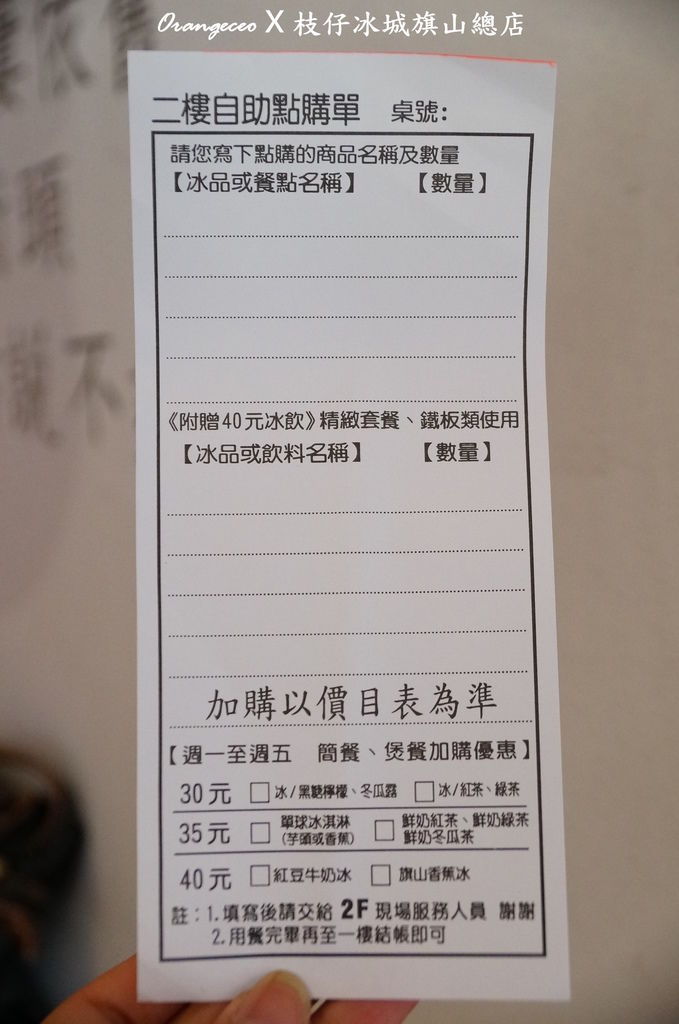 Orangeceo X 枝仔冰城旗山總店
二樓自助點購單 桌號:
請您寫下點購的商品名稱及數量
【冰品或餐點名稱】 【數量】
《附贈40元冰飲》精緻套餐、鐵板類使用
【冰品或飲料名稱】 【數量】
加購以價目表為準
【週一至週五 簡餐、煲餐加購優惠】
30元 □冰/黑糖檸檬、冬瓜露 □冰/紅茶、綠茶
35元 □單球冰淇淋(芋頭或香蕉) □鮮奶紅茶、鮮奶綠茶
鮮奶冬瓜茶
40元 □紅豆牛奶冰 □旗山香蕉冰
註:1.填寫後請交給 2F 現場服務人員 謝謝
2.用餐完畢再至一樓結帳即可